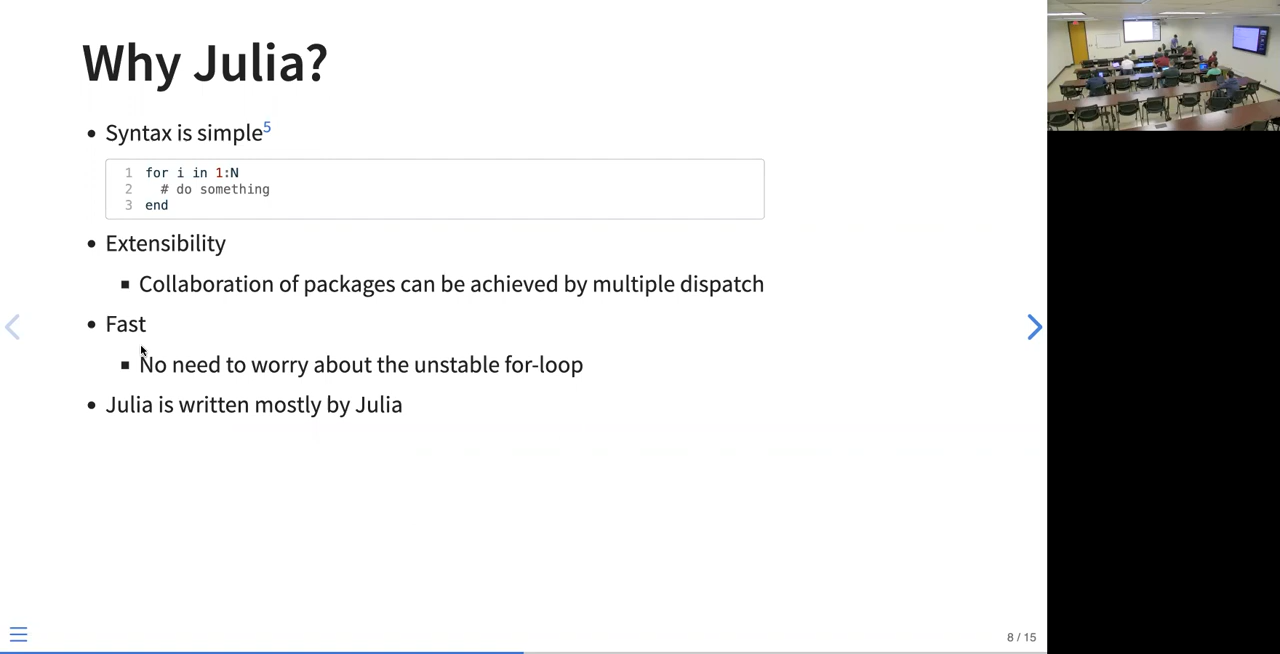 Why Julia?
Syntax is simple5
1 for i in 1:N
2 # do something
3 end
Extensibility
Collaboration of packages can be achieved by multiple dispatch
Fast
No need to worry about the unstable for-loop
Julia is written mostly by Julia
8 / 15